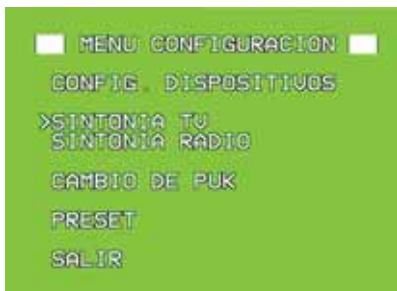 MENU CONFIGURACION
CONFIG. DISPOSITIVOS
>SINTONIA TV
SINTONIA RADIO
CAMBIO DE PUK
PRESET
SALIR